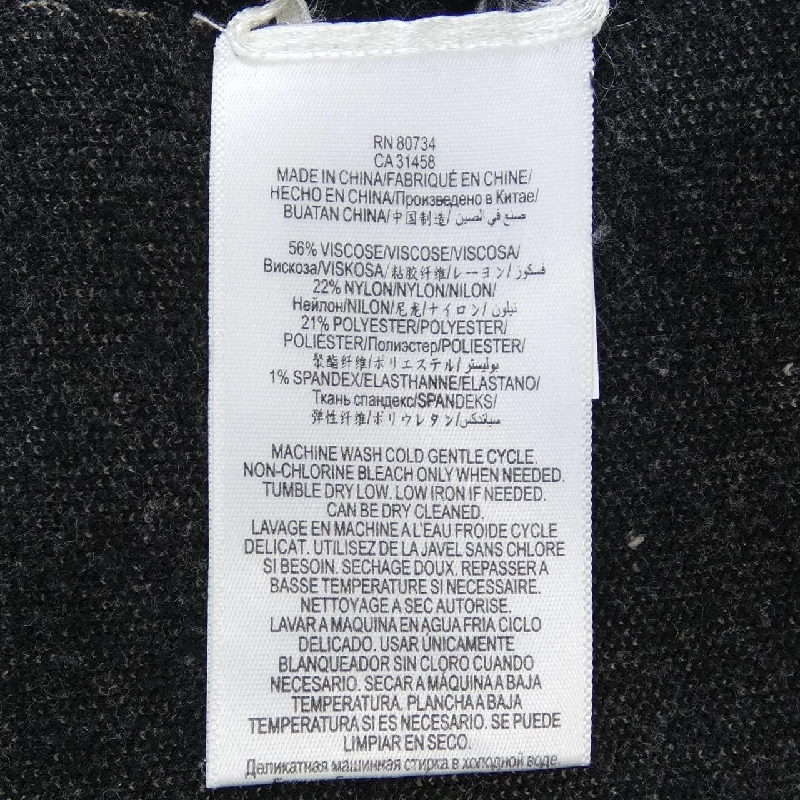 RN 80734
CA 31458
MADE IN CHINA/FABRIQUÉ EN CHINE/
HECHO EN CHINA/Произведено в Китае/
BUATAN CHINA/中国制造/ صنع في الصين
56% VISCOSE/VISCOSE/VISCOSA/
Вискоза/VISKOSA/粘胶纤维/レーヨン/ فسكوز
22% NYLON/NYLON/NILON/
Нейлон/NILON/尼龙/ナイロン/ نيلون
21% POLYESTER/POLYESTER/
POLIÉSTER/Полиэстер/POLIESTER/
聚酯纤维/ポリエステル/ بوليستر
1% SPANDEX/ELASTHANNE/ELASTANO/
Ткань спандекс/SPANDEKS/
弹性纤维/ポリウレタン/
MACHINE WASH COLD GENTLE CYCLE.
NON-CHLORINE BLEACH ONLY WHEN NEEDED.
TUMBLE DRY LOW. LOW IRON IF NEEDED.
CAN BE DRY CLEANED.
LAVAGE EN MACHINE A L'EAU FROIDE CYCLE
DELICAT. UTILISEZ DE LA JAVEL SANS CHLORE
SI BESOIN. SECHAGE DOUX. REPASSER A
BASSE TEMPERATURE SI NECESSAIRE.
NETTOYAGE A SEC AUTORISE.
LAVAR A MAQUINA EN AGUA FRIA CICLO
DELICADO. USAR ÚNICAMENTE
BLANQUEADOR SIN CLORO CUANDO
NECESARIO. SECAR A MÁQUINA A BAJA
TEMPERATURA. PLANCHA A BAJA
TEMPERATURA SI ES NECESARIO. SE PUEDE
LIMPIAR EN SECO.
Деликатная машинная стирка в холодной воде.